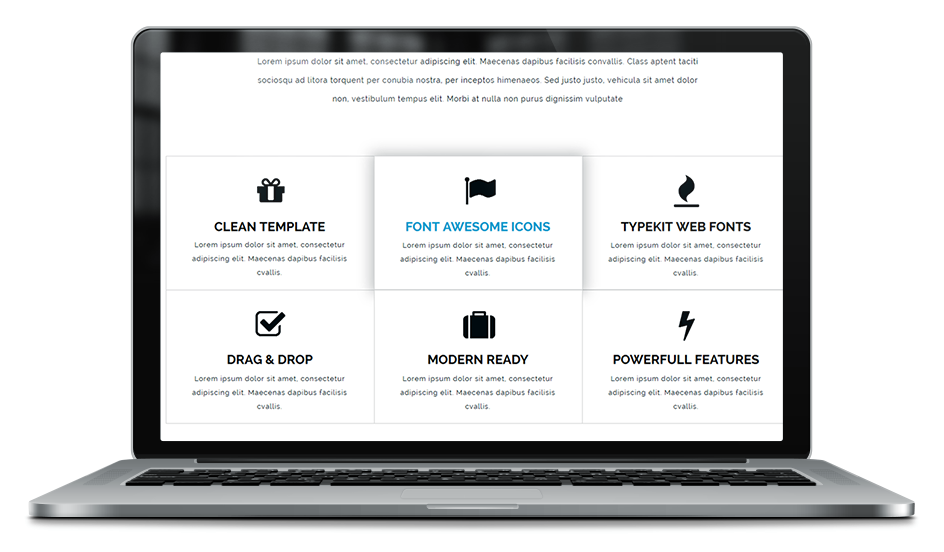 Lorem ipsum dolor sit amet, consectetur adipiscing elit. Maecenas dapibus facilisis convallis. Class aptent taciti
sociosqu ad litora torquent per conubia nostra, per inceptos himenaeos. Sed justo justo, vehicula sit amet dolor
non, vestibulum tempus elit. Morbi at nulla non purus dignissim vulputate
CLEAN TEMPLATE
Lorem ipsum dolor sit amet, consectetur
adipiscing elit. Maecenas dapibus facilisis
cvallis.
FONT AWESOME ICONS
Lorem ipsum dolor sit amet, consectetur
adipiscing elit. Maecenas dapibus facilisis
cvallis.
TYPEKIT WEB FONTS
Lorem ipsum dolor sit amet, consectetur
adipiscing elit. Maecenas dapibus facilisis
cvallis.
DRAG & DROP
Lorem ipsum dolor sit amet, consectetur
adipiscing elit. Maecenas dapibus facilisis
cvallis.
MODERN READY
Lorem ipsum dolor sit amet, consectetur
adipiscing elit. Maecenas dapibus facilisis
cvallis.
POWERFULL FEATURES
Lorem ipsum dolor sit amet, consectetur
adipiscing elit. Maecenas dapibus facilisis
cvallis.